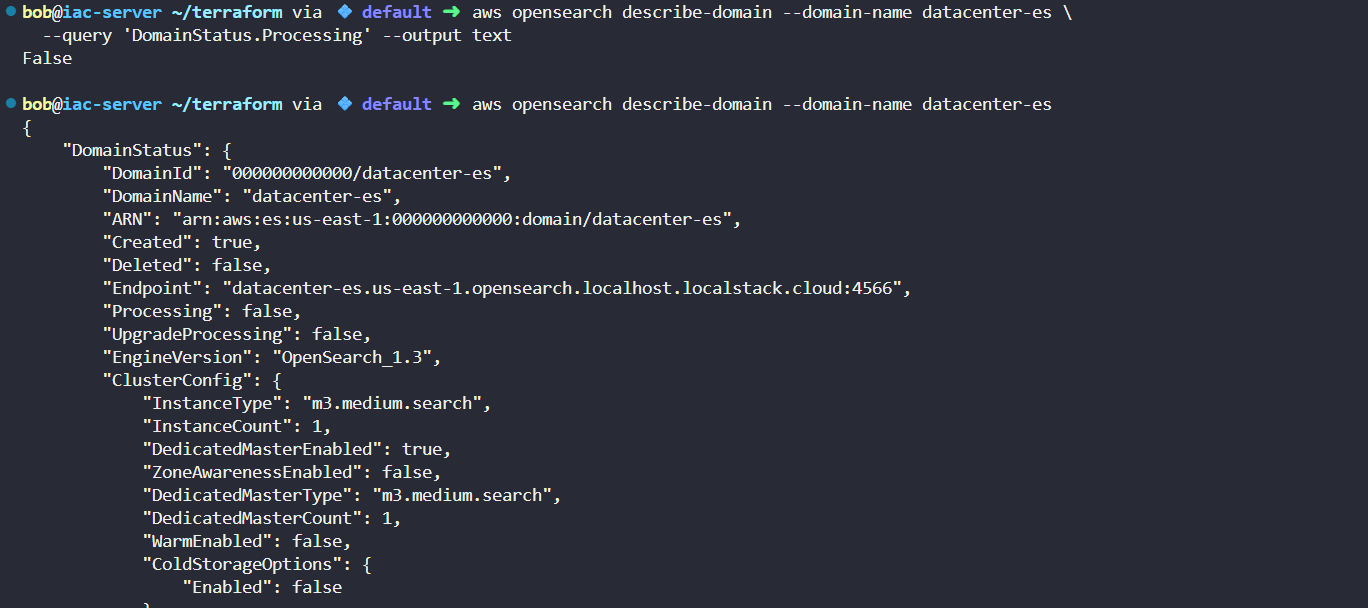 bob@iac-server ~/terraform via default ➜ aws opensearch describe-domain --domain-name datacenter-es \
--query 'DomainStatus.Processing' --output text
False
bob@iac-server ~/terraform via default ➜ aws opensearch describe-domain --domain-name datacenter-es
{
"DomainStatus": {
"DomainId": "000000000000/datacenter-es",
"DomainName": "datacenter-es",
"ARN": "arn:aws:es:us-east-1:000000000000:domain/datacenter-es",
"Created": true,
"Deleted": false,
"Endpoint": "datacenter-es.us-east-1.opensearch.localhost.localstack.cloud:4566",
"Processing": false,
"UpgradeProcessing": false,
"EngineVersion": "OpenSearch_1.3",
"ClusterConfig": {
"InstanceType": "m3.medium.search",
"InstanceCount": 1,
"DedicatedMasterEnabled": true,
"ZoneAwarenessEnabled": false,
"DedicatedMasterType": "m3.medium.search",
"DedicatedMasterCount": 1,
"WarmEnabled": false,
"ColdStorageOptions": {
"Enabled": false